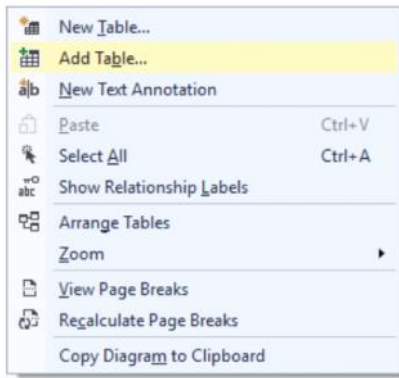 New Table...
Add Table...
a|b New Text Annotation
Paste Ctrl+V
Select All Ctrl+A
abc Show Relationship Labels
Arrange Tables
Zoom
View Page Breaks
Recalculate Page Breaks
Copy Diagram to Clipboard